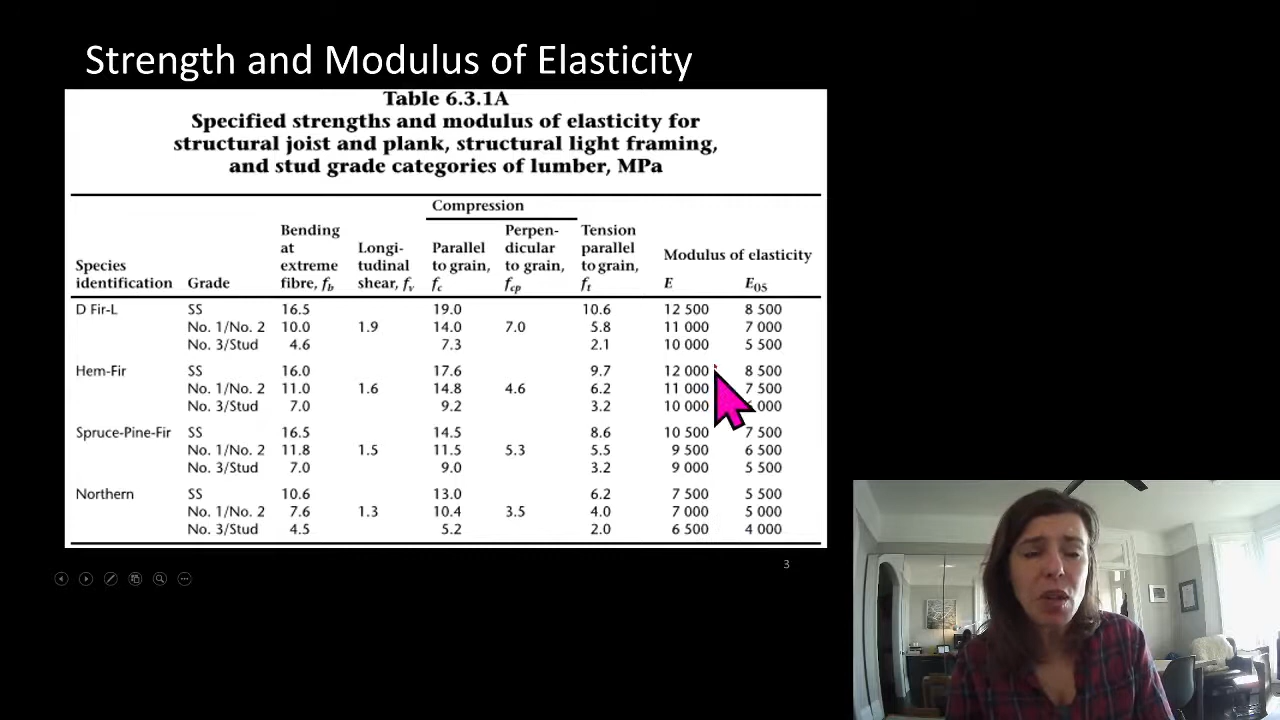 Strength and Modulus of Elasticity
Table 6.3.1A
Specified strengths and modulus of elasticity for
structural joist and plank, structural light framing,
and stud grade categories of lumber, MPa
Compression
Species identification Grade Bending at extreme fibre, fb Longi-tudinal shear, fv Parallel to grain, fc Perpen-dicular to grain, fcp Tension parallel to grain, ft Modulus of elasticity E E05
D Fir-L SS 16.5 19.0 10.6 12 500 8 500
No. 1/No. 2 10.0 1.9 14.0 7.0 5.8 11 000 7 000
No. 3/Stud 4.6 7.3 2.1 10 000 5 500
Hem-Fir SS 16.0 17.6 9.7 12 000 8 500
No. 1/No. 2 11.0 1.6 14.8 4.6 6.2 11 000 7 500
No. 3/Stud 7.0 9.2 3.2 10 000 000
Spruce-Pine-Fir SS 16.5 14.5 8.6 10 500 7 500
No. 1/No. 2 11.8 1.5 11.5 5.3 5.5 9 500 6 500
No. 3/Stud 7.0 9.0 3.2 9 000 5 500
Northern SS 10.6 13.0 6.2 7 500 5 500
No. 1/No. 2 7.6 1.3 10.4 3.5 4.0 7 000 5 000
No. 3/Stud 4.5 5.2 2.0 6 500 4 000
3